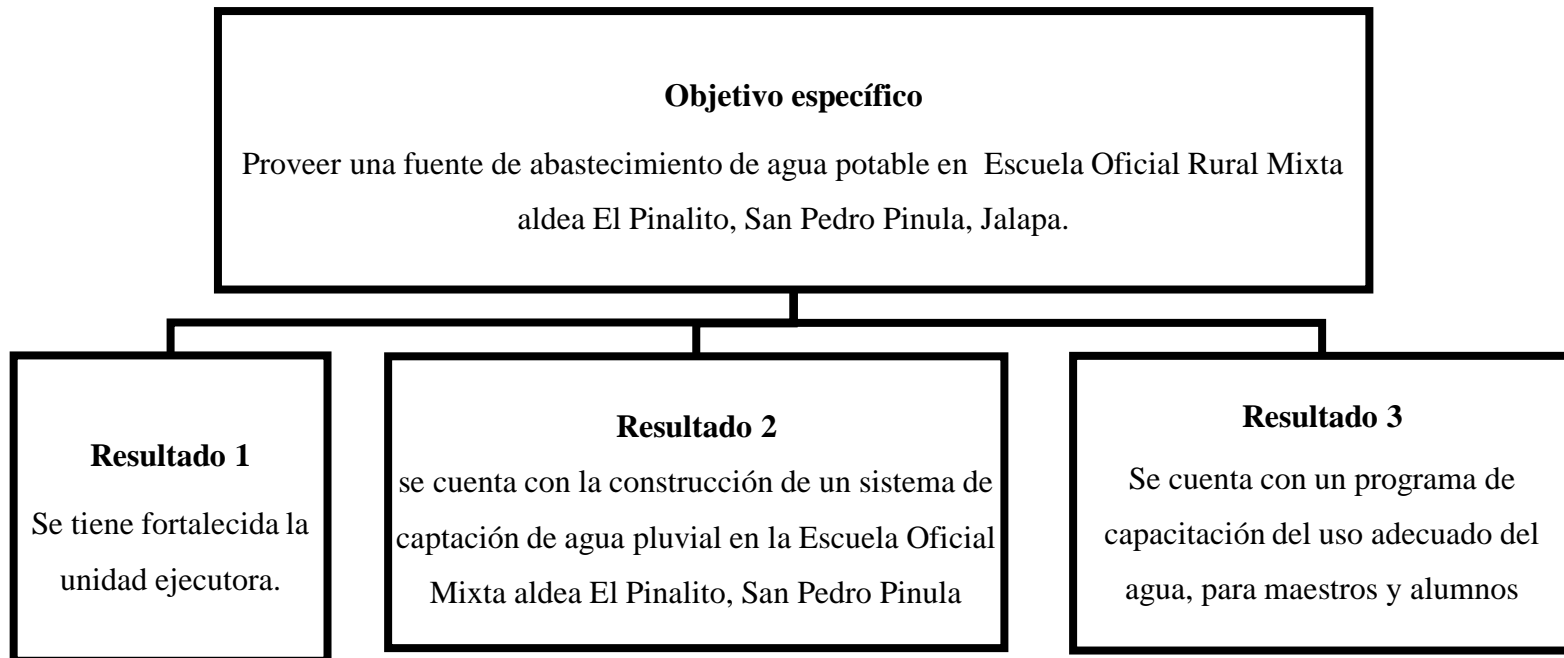 Objetivo específico
Proveer una fuente de abastecimiento de agua potable en Escuela Oficial Rural Mixta
aldea El Pinalito, San Pedro Pinula, Jalapa.
Resultado 1
Se tiene fortalecida la
unidad ejecutora.
Resultado 2
se cuenta con la construcción de un sistema de
captación de agua pluvial en la Escuela Oficial
Mixta aldea El Pinalito, San Pedro Pinula
Resultado 3
Se cuenta con un programa de
capacitación del uso adecuado del
agua, para maestros y alumnos